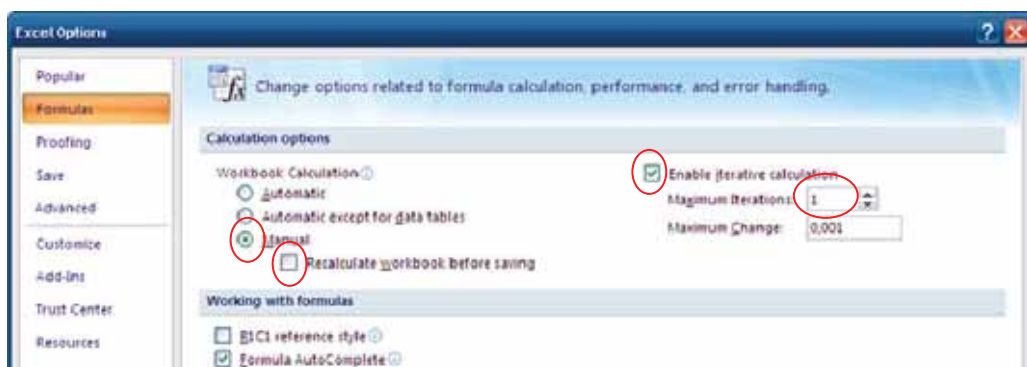 Excel Options
Popular
Formulas
Proofing
Save
Advanced
Customize
Add-Ins
Trust Center
Resources
Change options related to formula calculation, performance, and error handling.
Calculation options
Workbook Calculation
Automatic
Automatic except for data tables
Manual
Recalculate workbook before saving
Enable iterative calculation
Maximum Iterations: 1
Maximum Change: 0,001
Working with formulas
R1C1 reference style
Formula AutoComplete